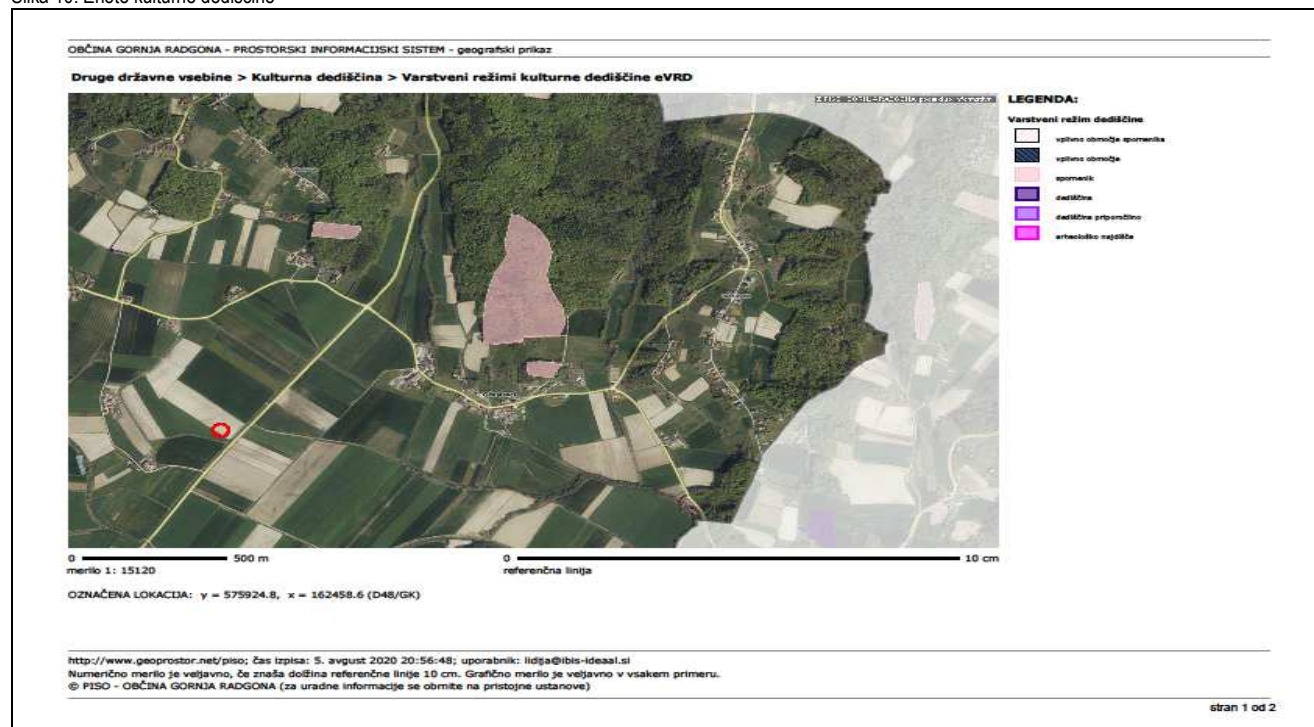 OBČINA GORNJA RADGONA - PROSTORSKI INFORMACIJSKI SISTEM - geografski prikaz
Druge državne vsebine > Kulturna dediščina > Varstveni režimi kulturne dediščine eVRD
LEGENDA:
Varstveni režim dediščine
vplivno območje spomenika
vplivno območje
spomenik
dediščina
dediščina priporočilno
arheološko najdišče
0 500 m
merilo 1: 15120
0 10 cm
referenčna linija
OZNAČENA LOKACIJA: y = 575924.8, x = 162458.6 (D48/GK)
http://www.geoprostor.net/piso; čas izpisa: 5. avgust 2020 20:56:48; uporabnik: lidija@ibis-ideaal.si
Numerično merilo je veljavno, če znaša dolžina referenčne linije 10 cm. Grafično merilo je veljavno v vsakem primeru.
© PISO - OBČINA GORNJA RADGONA (za uradne informacije se obrnite na pristojne ustanove)
stran 1 od 2